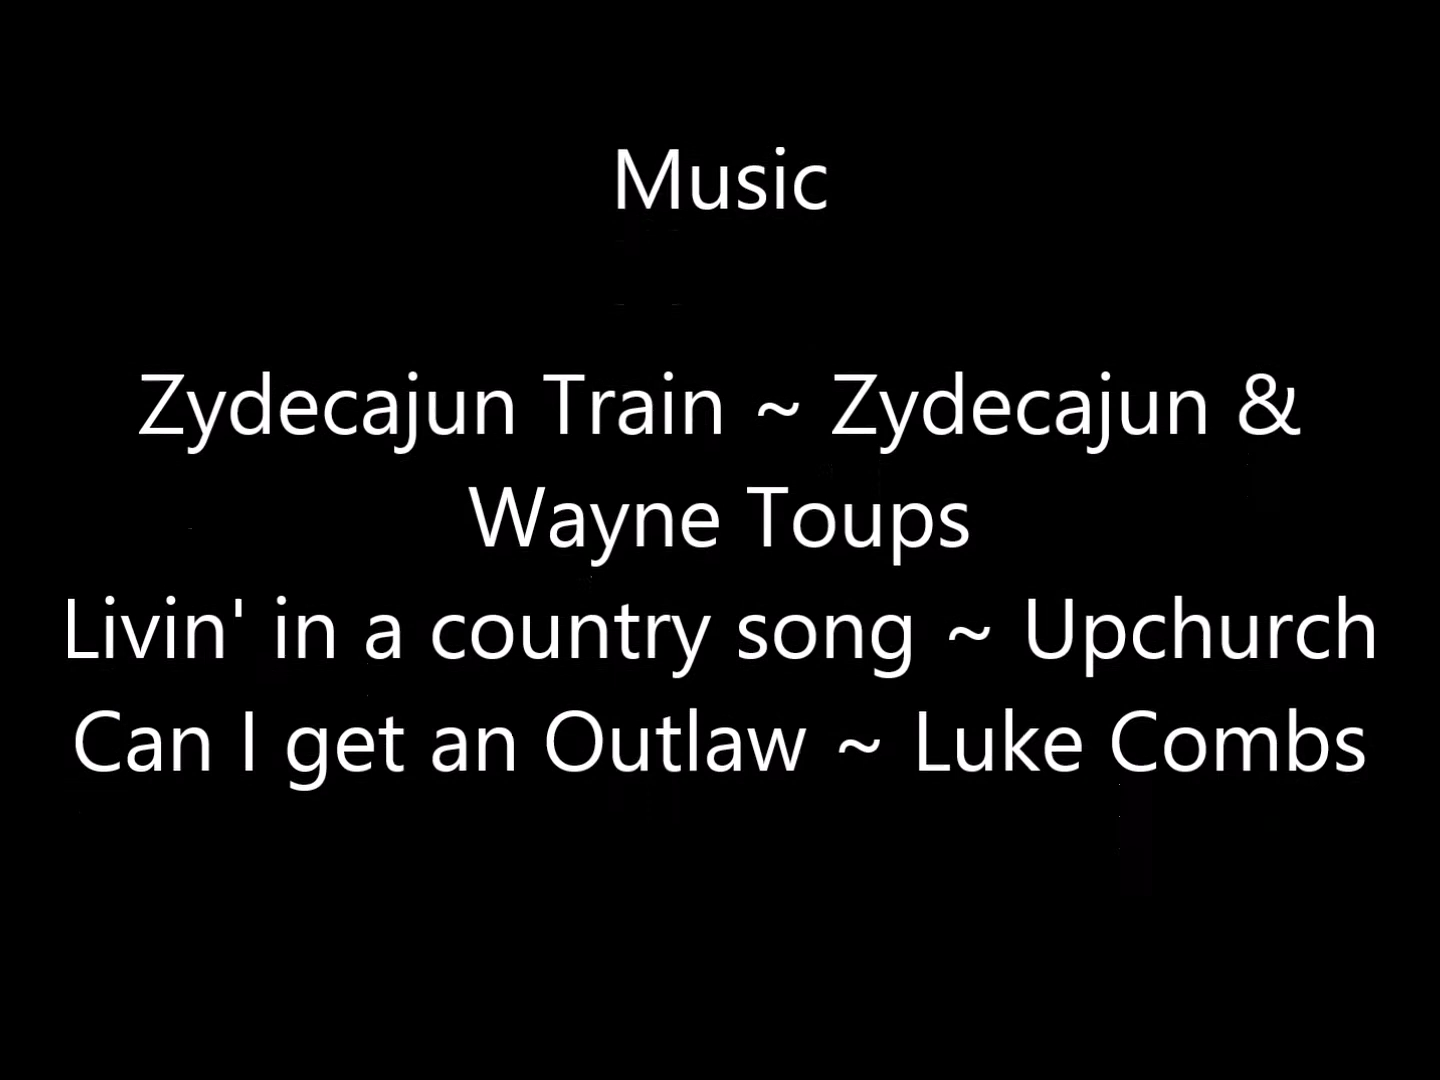 Music
Zydecajun Train ~ Zydecajun &
Wayne Toups
Livin' in a country song ~ Upchurch
Can I get an Outlaw ~ Luke Combs